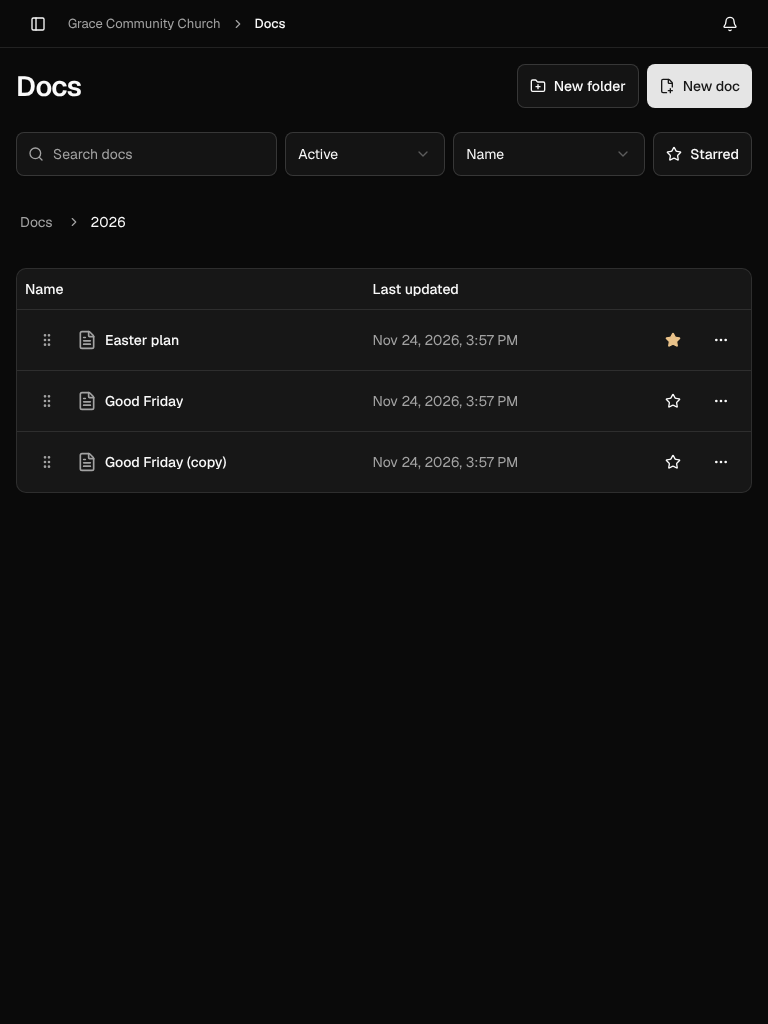 Grace Community Church > Docs
Docs
New folder
New doc
Search docs
Active
Name
Starred
Docs > 2026
Name Last updated
Easter plan Nov 24, 2026, 3:57 PM
Good Friday Nov 24, 2026, 3:57 PM
Good Friday (copy) Nov 24, 2026, 3:57 PM